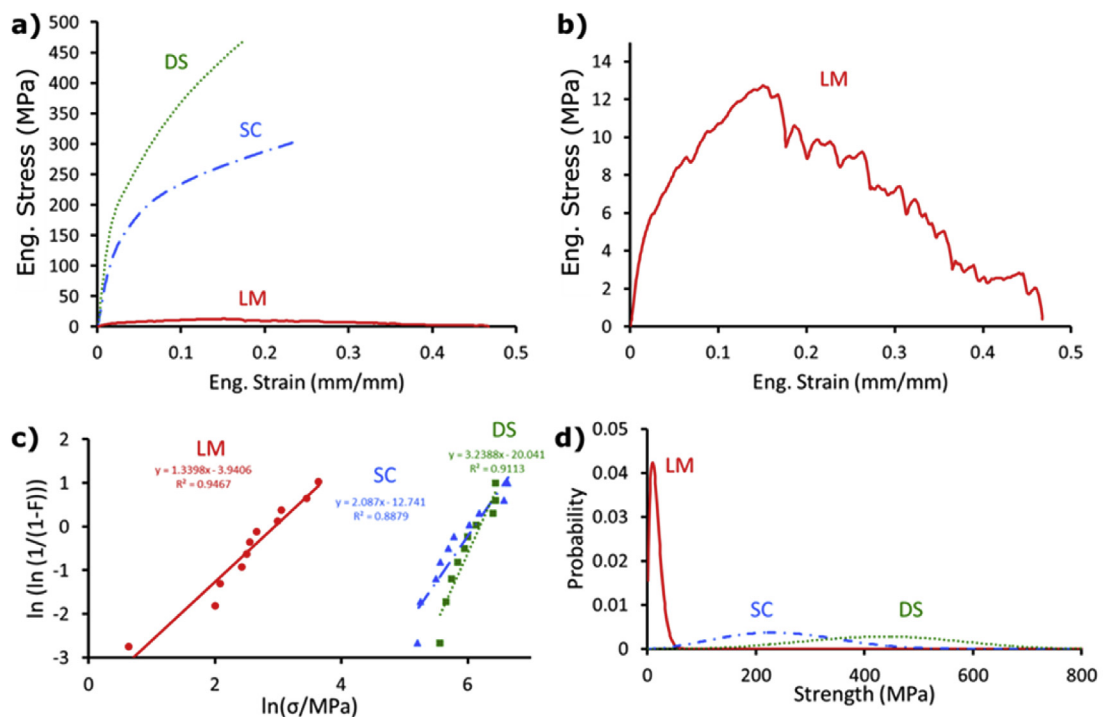 a)
500
450
400
350
300
250
200
150
100
50
0
Eng. Stress (MPa)
DS
SC
LM
0
0.1
0.2
0.3
0.4
0.5
Eng. Strain (mm/mm)
b)
14
12
10
8
6
4
2
0
Eng. Stress (MPa)
LM
0
0.1
0.2
0.3
0.4
0.5
Eng. Strain (mm/mm)
c)
2
1
0
-1
-2
-3
ln (ln (1/(1-F)))
LM
y = 1.3398x - 3.9406
R² = 0.9467
SC
y = 2.087x - 12.741
R² = 0.8879
DS
y = 3.2388x - 20.041
R² = 0.9113
0
2
4
6
ln(σ/MPa)
d)
0.05
0.04
0.03
0.02
0.01
0
Probability
LM
SC
DS
0
200
400
600
800
Strength (MPa)